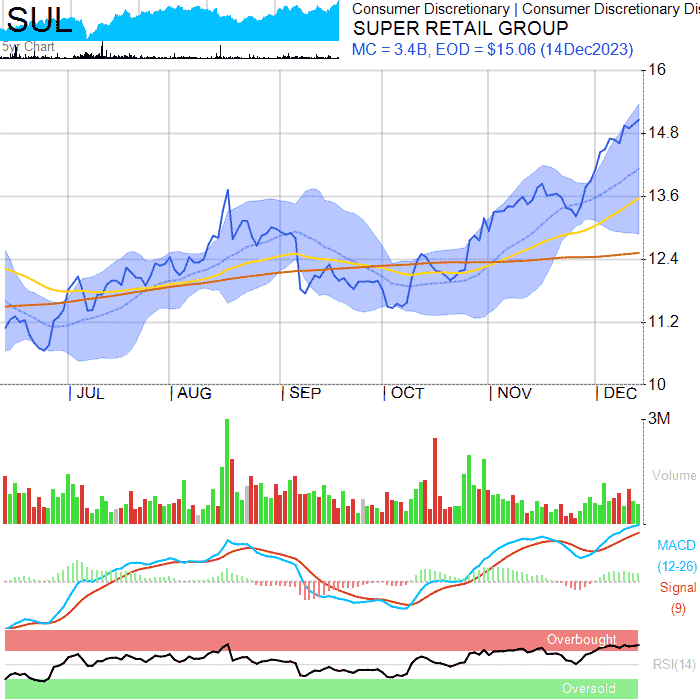 SUL
5yr Chart
Consumer Discretionary | Consumer Discretionary Dis
SUPER RETAIL GROUP
MC = 3.4B, EOD = $15.06 (14Dec2023)
16
14.8
13.6
12.4
11.2
10
| JUL | AUG | SEP | OCT | NOV | DEC
3M
Volume
MACD
(12-26)
Signal
(9)
Overbought
RSI(14)
Oversold